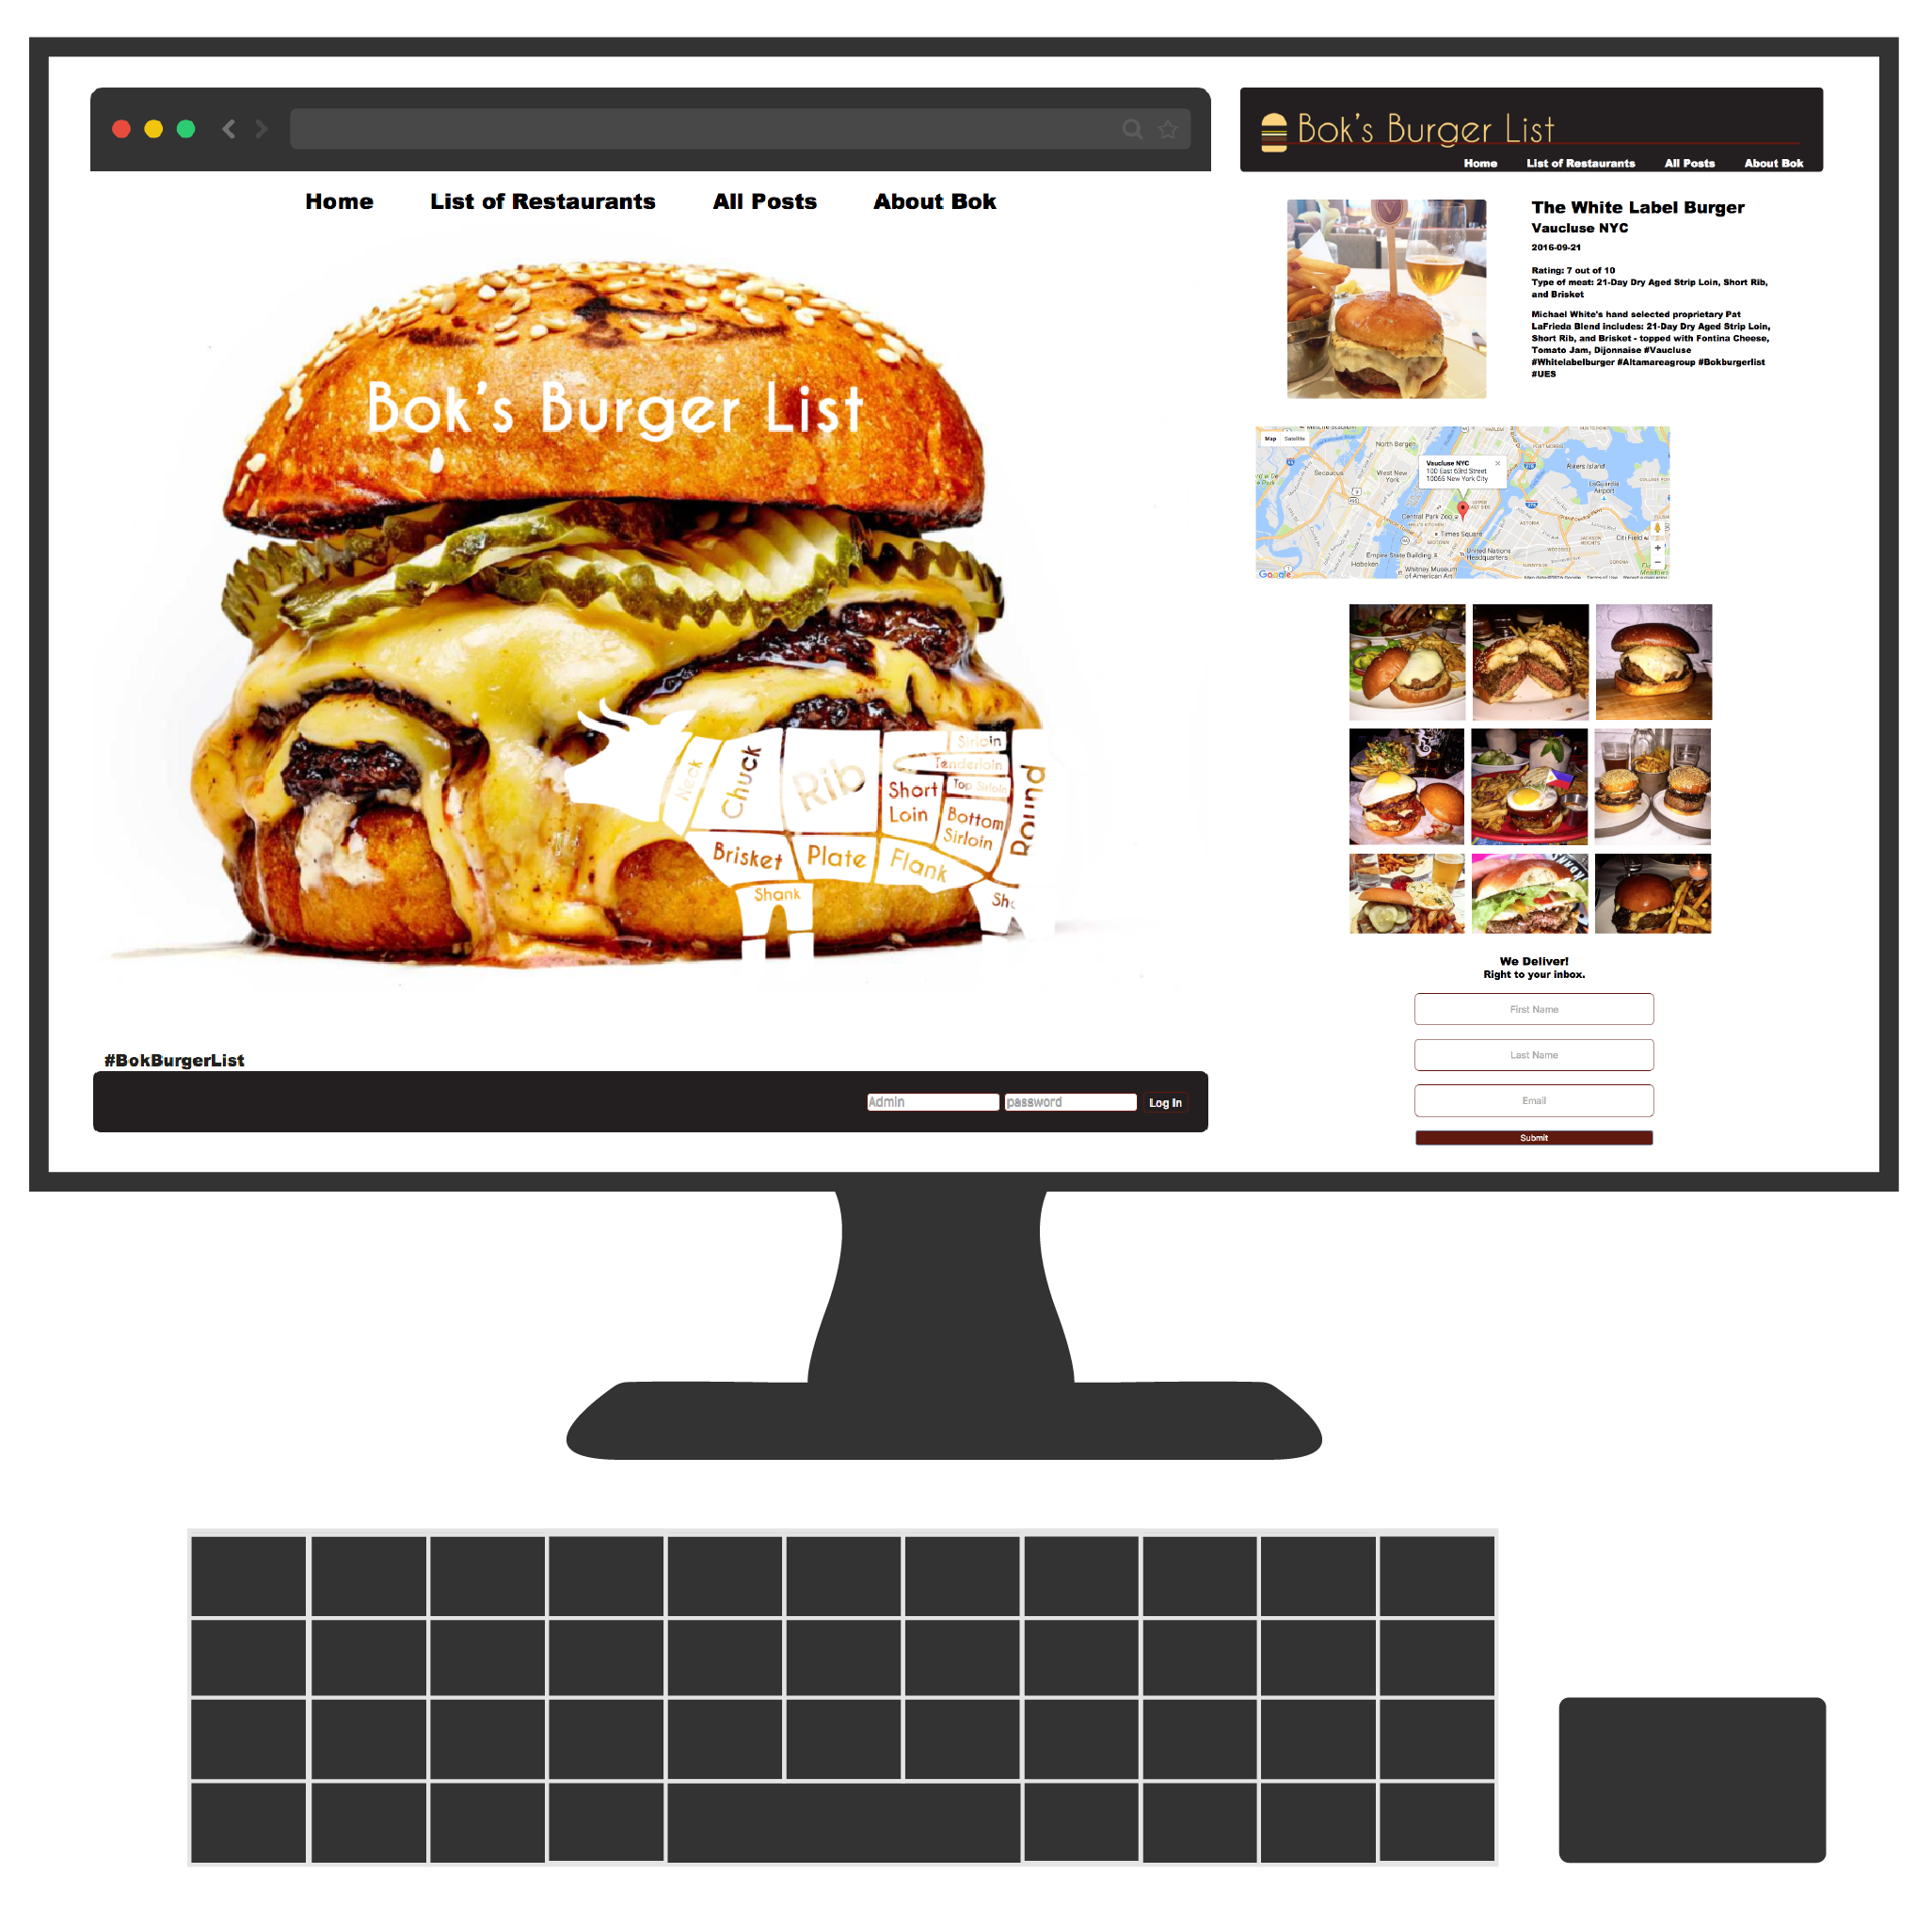 Home List of Restaurants All Posts About Bok
Bok's Burger List
Neck
Chuck
Rib
Short
Loin
Sirloin
Tenderloin
Top Sirloin
Bottom
Sirloin
Round
Brisket
Plate
Flank
Shank
#BokBurgerList
Admin password Log In
Bok's Burger List
Home List of Restaurants All Posts About Bok
The White Label Burger
Vaucluse NYC
2016-09-21
Rating: 7 out of 10
Type of meat: 21-Day Dry Aged Strip Loin, Short Rib,
and Brisket
Michael White's hand selected proprietary Pat
LaFrieda Blend includes: 21-Day Dry Aged Strip Loin,
Short Rib, and Brisket - topped with Fontina Cheese,
Tomato Jam, Dijonnaise #Vaucluse
#Whitelabelburger #Altamareagroup #Bokburgerlist
#UES
Map Satellite
North Bergen
Secaucus
West New
York
Vaucluse NYC
100 East 63rd Street
10065 New York City
Rikers Island
LaGuardia
Airport
Central Park Zoo
Times Square
ASTORIA
Citi Field
Empire State Building
United Nations
Headquarters
Hoboken
Whitney Museum
of American Art
Google
We Deliver!
Right to your inbox.
First Name
Last Name
Email
Submit